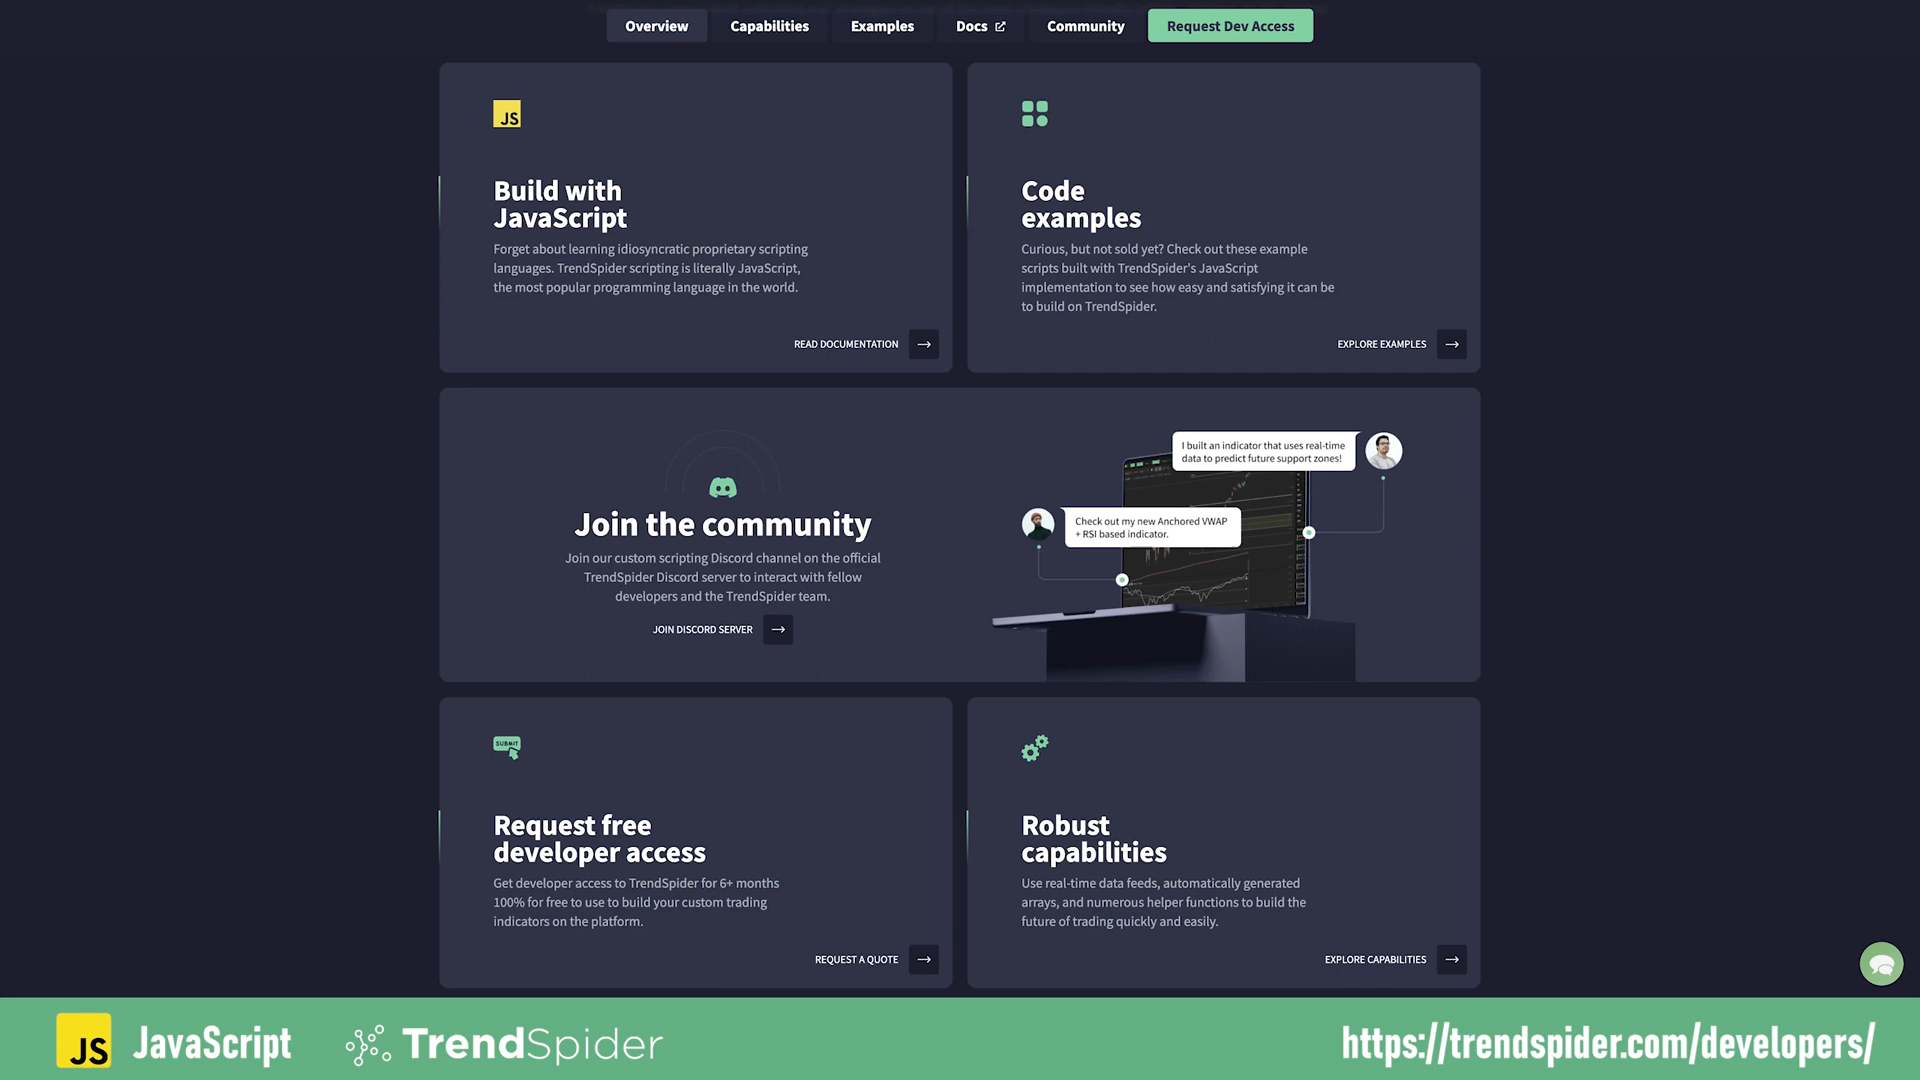 Overview
Capabilities
Examples
Docs
Community
Request Dev Access
JS
Build with
JavaScript
Forget about learning idiosyncratic proprietary scripting
languages. TrendSpider scripting is literally JavaScript,
the most popular programming language in the world.
READ DOCUMENTATION
Code
examples
Curious, but not sold yet? Check out these example
scripts built with TrendSpider's JavaScript
implementation to see how easy and satisfying it can be
to build on TrendSpider.
EXPLORE EXAMPLES
Join the community
Join our custom scripting Discord channel on the official
TrendSpider Discord server to interact with fellow
developers and the TrendSpider team.
JOIN DISCORD SERVER
I built an indicator that uses real-time
data to predict future support zones!
Check out my new Anchored VWAP
+ RSI based indicator.
SUBMIT
Request free
developer access
Get developer access to TrendSpider for 6+ months
100% for free to use to build your custom trading
indicators on the platform.
REQUEST A QUOTE
Robust
capabilities
Use real-time data feeds, automatically generated
arrays, and numerous helper functions to build the
future of trading quickly and easily.
EXPLORE CAPABILITIES
JS JavaScript
TrendSpider
https://trendspider.com/developers/